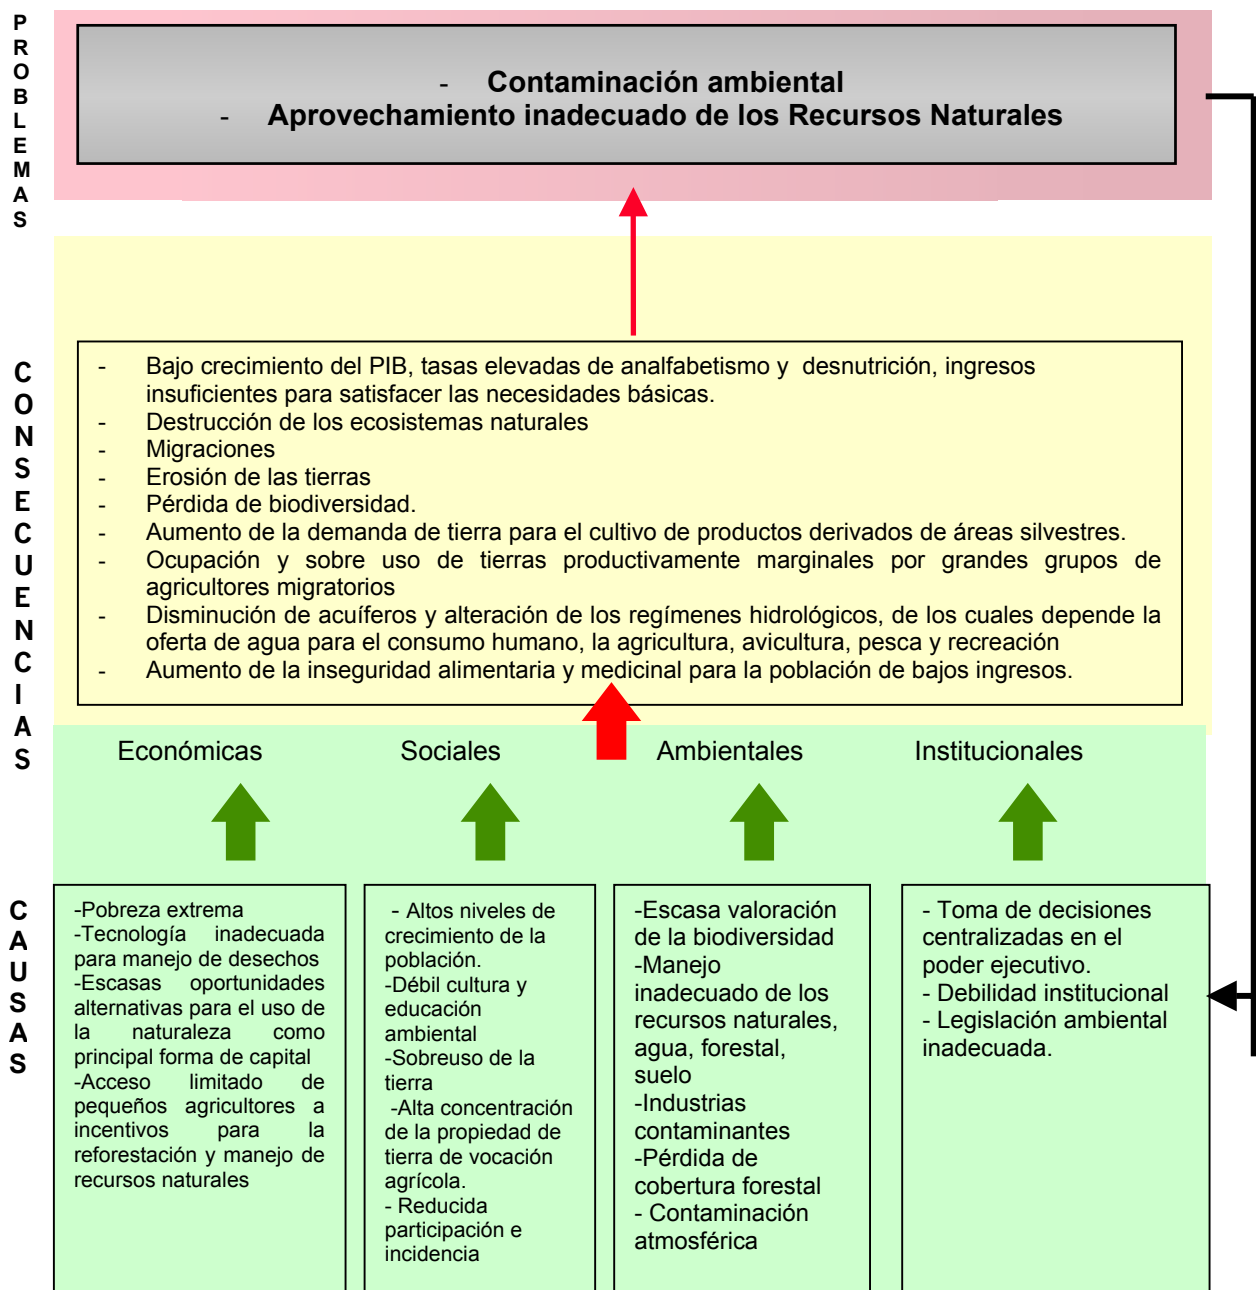 PROBLEMAS
- Contaminación ambiental
- Aprovechamiento inadecuado de los Recursos Naturales
CONSECUENCIAS
- Bajo crecimiento del PIB, tasas elevadas de analfabetismo y desnutrición, ingresos
insuficientes para satisfacer las necesidades básicas.
- Destrucción de los ecosistemas naturales
- Migraciones
- Erosión de las tierras
- Pérdida de biodiversidad.
- Aumento de la demanda de tierra para el cultivo de productos derivados de áreas silvestres.
- Ocupación y sobre uso de tierras productivamente marginales por grandes grupos de
agricultores migratorios
- Disminución de acuíferos y alteración de los regímenes hidrológicos, de los cuales depende la
oferta de agua para el consumo humano, la agricultura, avicultura, pesca y recreación
- Aumento de la inseguridad alimentaria y medicinal para la población de bajos ingresos.
Económicas
Sociales
Ambientales
Institucionales
CAUSAS
-Pobreza extrema
-Tecnología inadecuada
para manejo de desechos
-Escasas oportunidades
alternativas para el uso de
la naturaleza como
principal forma de capital
-Acceso limitado de
pequeños agricultores a
incentivos para la
reforestación y manejo de
recursos naturales
- Altos niveles de
crecimiento de la
población.
-Débil cultura y
educación
ambiental
-Sobreuso de la
tierra
-Alta concentración
de la propiedad de
tierra de vocación
agrícola.
- Reducida
participación e
incidencia
-Escasa valoración
de la biodiversidad
-Manejo
inadecuado de los
recursos naturales,
agua, forestal,
suelo
-Industrias
contaminantes
-Pérdida de
cobertura forestal
- Contaminación
atmosférica
- Toma de decisiones
centralizadas en el
poder ejecutivo.
- Debilidad institucional
- Legislación ambiental
inadecuada.